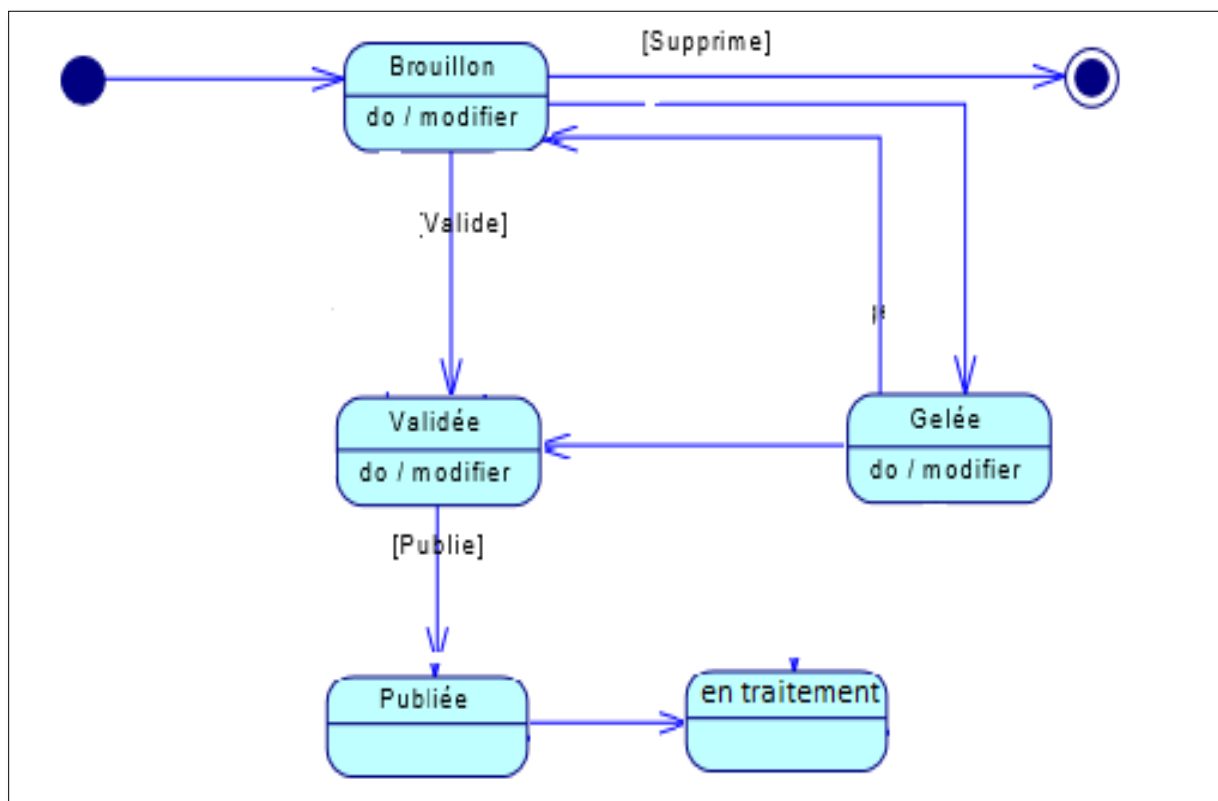 [Supprime]
Brouillon
do / modifier
Valide]
Validée
do / modifier
Gelée
do / modifier
[Publie]
Publiée
en traitement